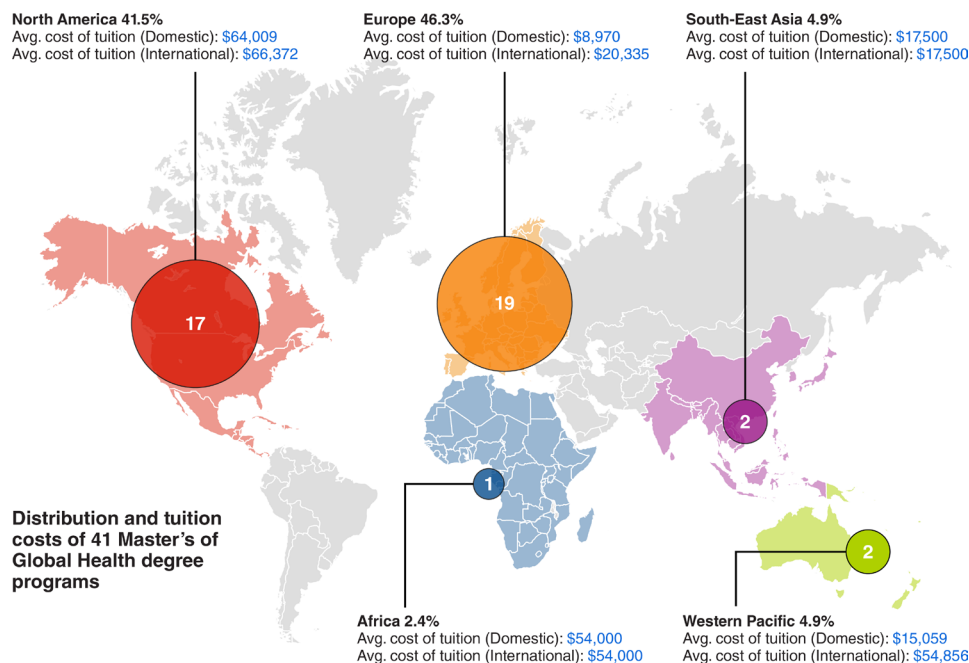 North America 41.5%
Avg. cost of tuition (Domestic): $64,009
Avg. cost of tuition (International): $66,372
Europe 46.3%
Avg. cost of tuition (Domestic): $8,970
Avg. cost of tuition (International): $20,335
South-East Asia 4.9%
Avg. cost of tuition (Domestic): $17,500
Avg. cost of tuition (International): $17,500
17
19
2
1
2
Distribution and tuition
costs of 41 Master’s of
Global Health degree
programs
Africa 2.4%
Avg. cost of tuition (Domestic): $54,000
Avg. cost of tuition (International): $54,000
Western Pacific 4.9%
Avg. cost of tuition (Domestic): $15,059
Avg. cost of tuition (International): $54,856